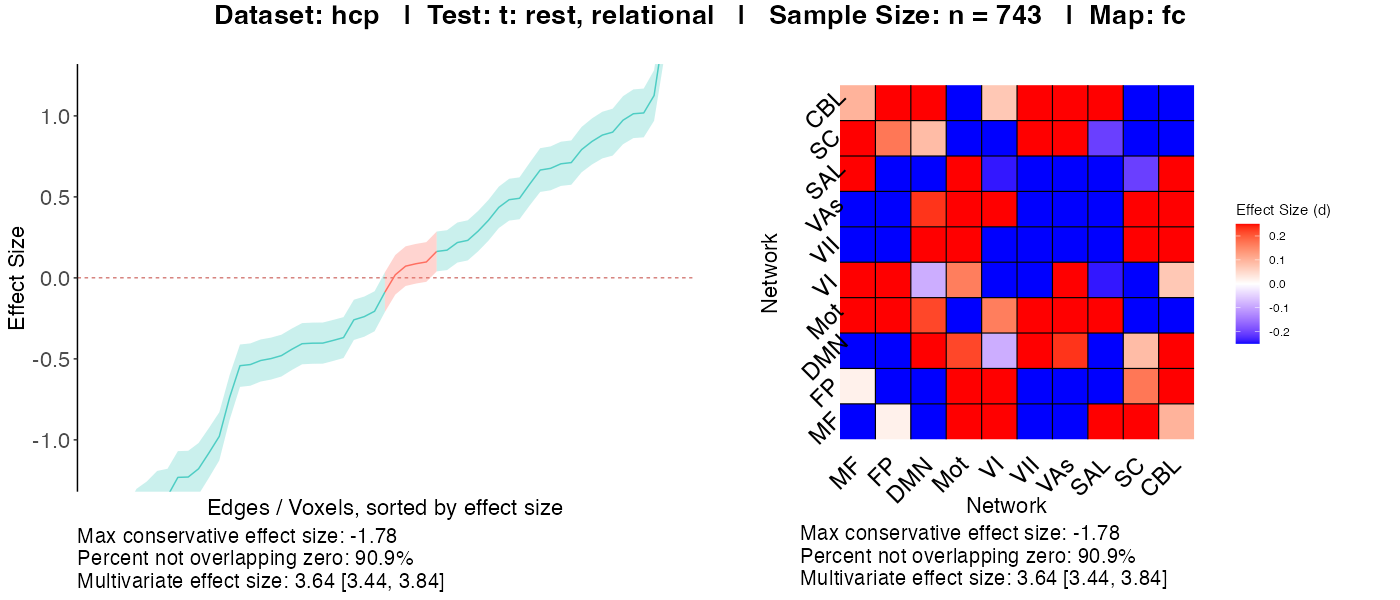 Dataset: hcp | Test: t: rest, relational | Sample Size: n = 743 | Map: fc
Effect Size
1.0
0.5
0.0
-0.5
-1.0
Edges / Voxels, sorted by effect size
Max conservative effect size: -1.78
Percent not overlapping zero: 90.9%
Multivariate effect size: 3.64 [3.44, 3.84]
Network
CBL
SC
SAL
VAs
VII
VI
Mot
DMN
FP
MF
MF
FP
DMN
Mot
VI
VII
VAs
SAL
SC
CBL
Network
Max conservative effect size: -1.78
Percent not overlapping zero: 90.9%
Multivariate effect size: 3.64 [3.44, 3.84]
Effect Size (d)
0.2
0.1
0.0
-0.1
-0.2